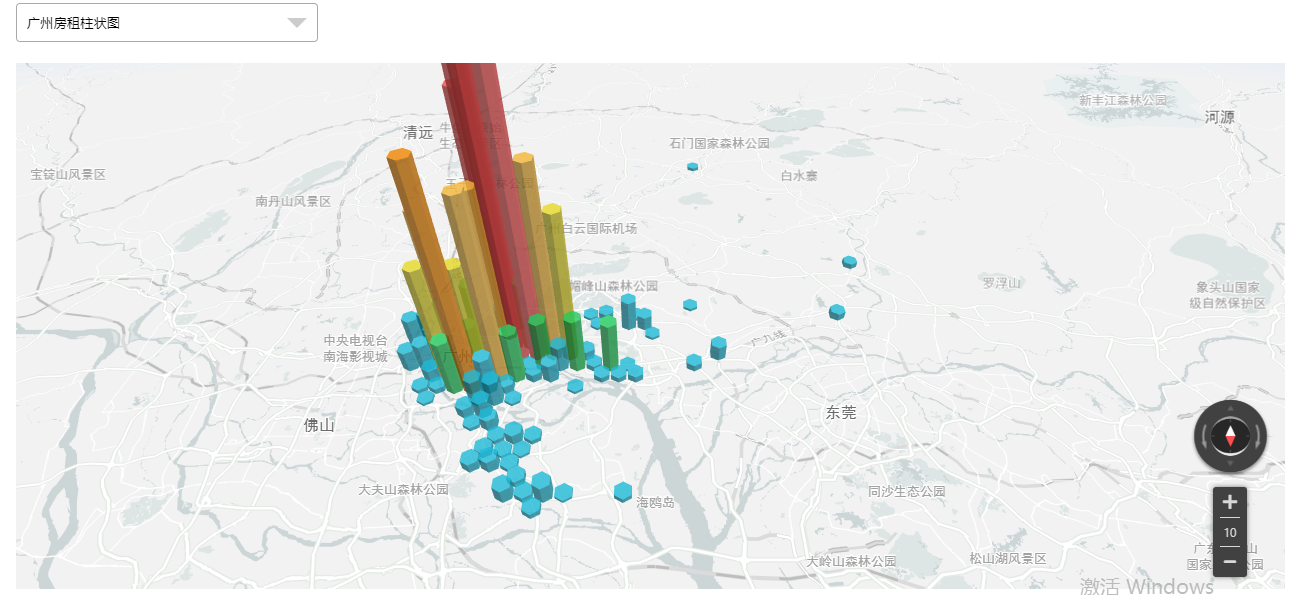 广州房租柱状图
新丰江森林公园
河源
清远
石门国家森林公园
宝锭山风景区
白水寨
南丹山风景区
广州白云国际机场
罗浮山
帽峰山森林公园
象头山国家
级自然保护区
中央电视台
南海影视城
广九线
广州
佛山
东莞
大夫山森林公园
海鸥岛
同沙生态公园
10
大岭山森林公园
松山湖风景区
激活 Windows